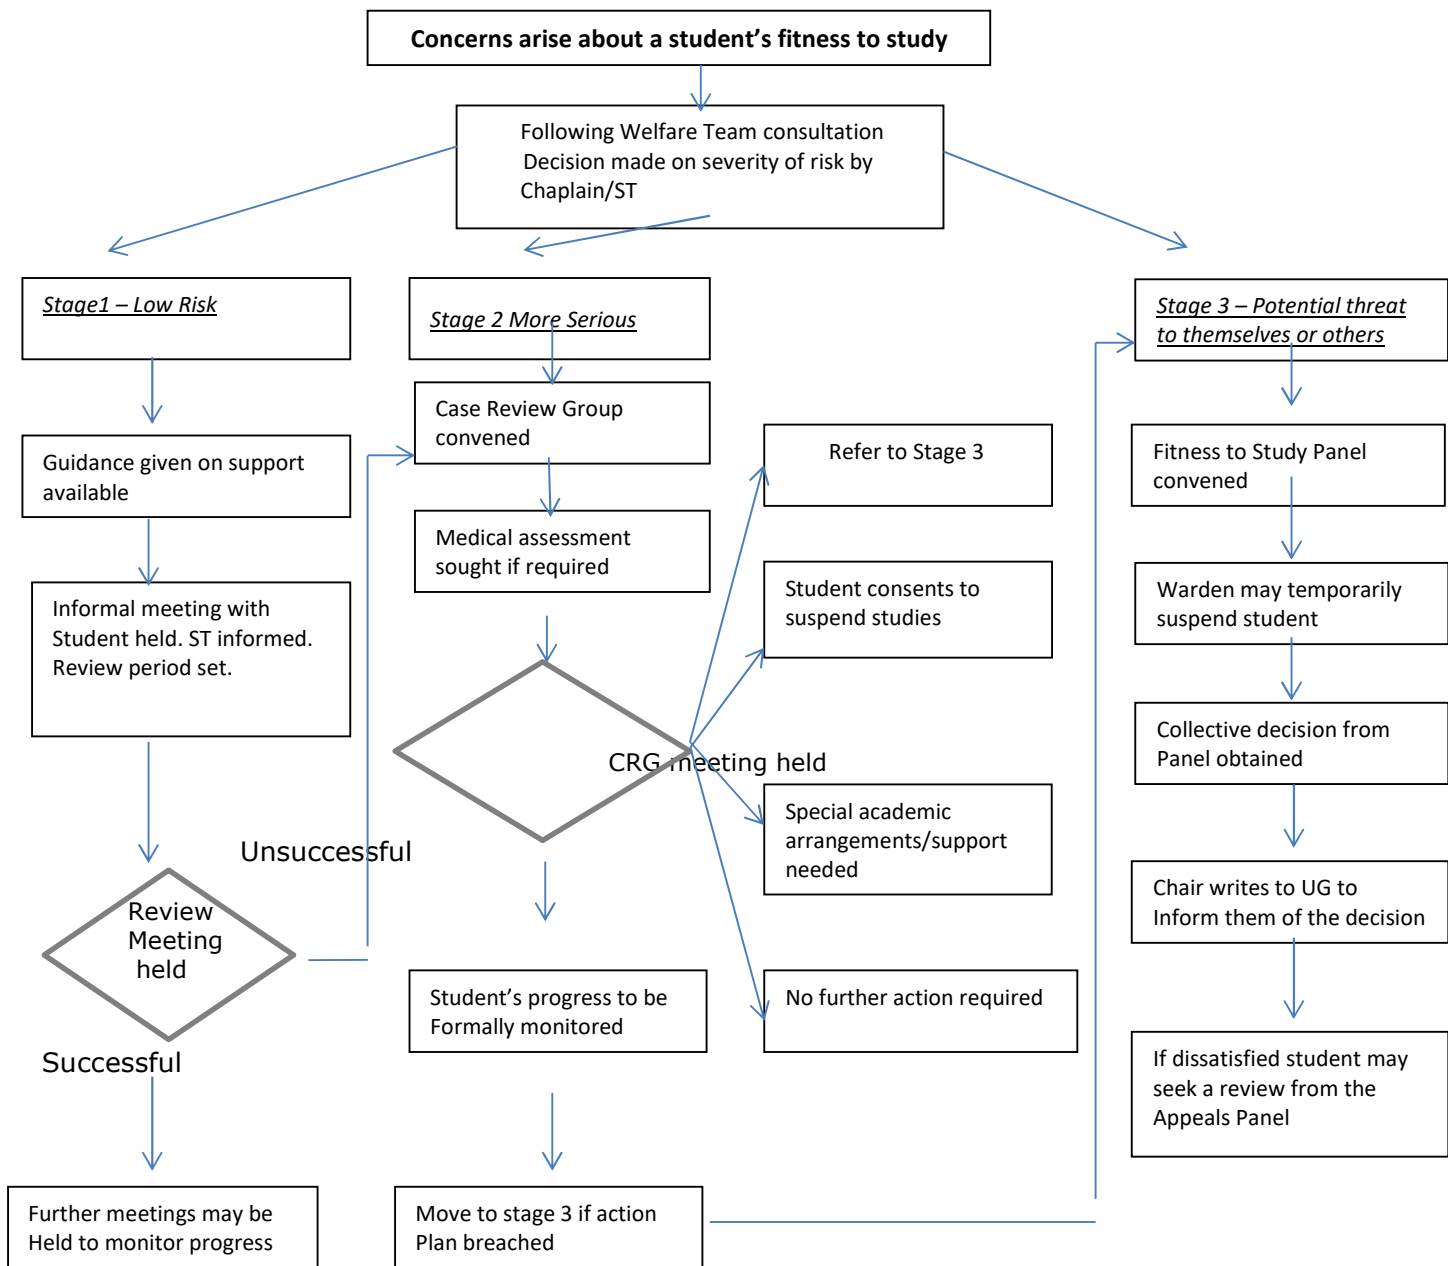 Concerns arise about a student’s fitness to study
Following Welfare Team consultation
Decision made on severity of risk by
Chaplain/ST
Stage1 – Low Risk
Guidance given on support
available
Informal meeting with
Student held. ST informed.
Review period set.
Review
Meeting
held
Unsuccessful
Successful
Further meetings may be
Held to monitor progress
Stage 2 More Serious
Case Review Group
convened
Medical assessment
sought if required
CRG meeting held
Refer to Stage 3
Student consents to
suspend studies
Special academic
arrangements/support
needed
No further action required
Student’s progress to be
Formally monitored
Move to stage 3 if action
Plan breached
Stage 3 – Potential threat
to themselves or others
Fitness to Study Panel
convened
Warden may temporarily
suspend student
Collective decision from
Panel obtained
Chair writes to UG to
Inform them of the decision
If dissatisfied student may
seek a review from the
Appeals Panel